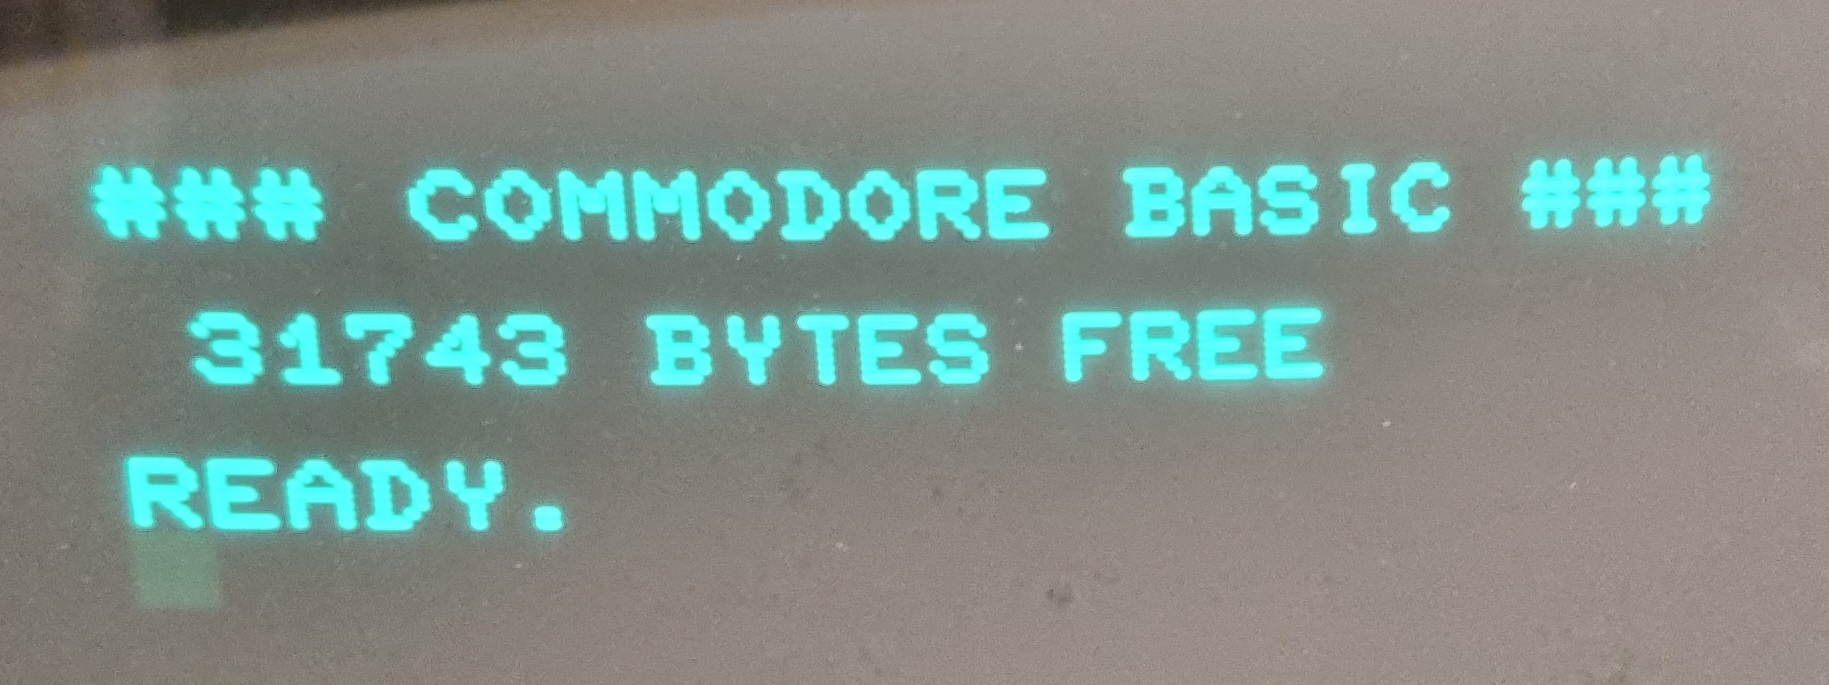 ### COMMODORE BASIC ###
31743 BYTES FREE
READY.